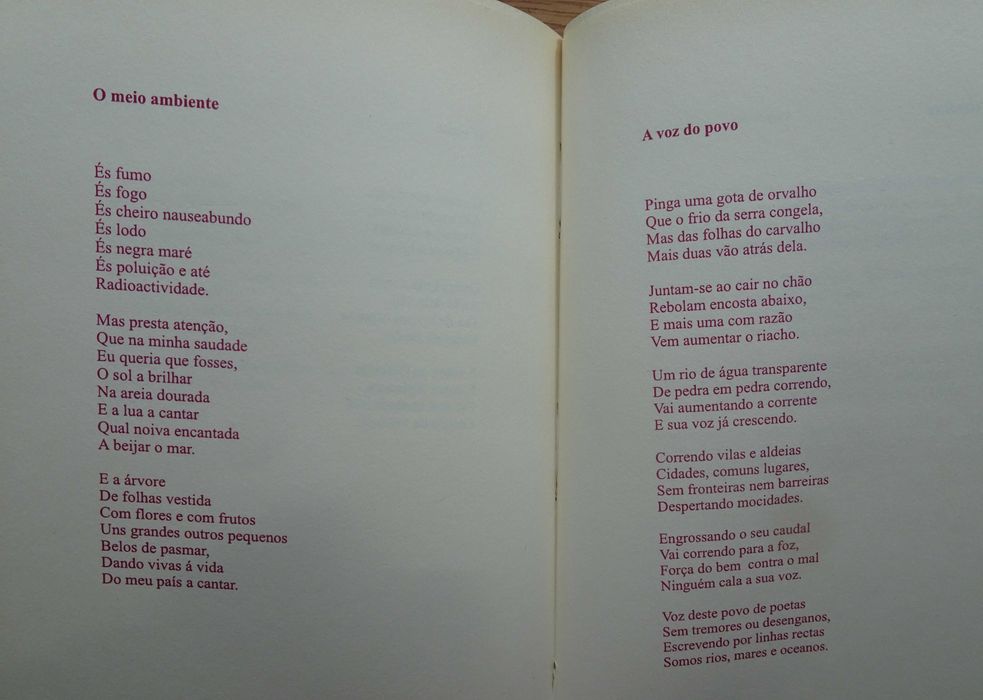 O meio ambiente
És fumo
És fogo
És cheiro nauseabundo
És lodo
És negra maré
És poluição e até
Radioactividade.
Mas presta atenção,
Que na minha saudade
Eu queria que fosses,
O sol a brilhar
Na areia dourada
E a lua a cantar
Qual noiva encantada
A beijar o mar.
E a árvore
De folhas vestida
Com flores e com frutos
Uns grandes outros pequenos
Belos de pasmar,
Dando vivas á vida
Do meu país a cantar.
A voz do povo
Pinga uma gota de orvalho
Que o frio da serra congela,
Mas das folhas do carvalho
Mais duas vão atrás dela.
Juntam-se ao cair no chão
Rebolam encosta abaixo,
E mais uma com razão
Vem aumentar o riacho.
Um rio de água transparente
De pedra em pedra correndo,
Vai aumentando a corrente
E sua voz já crescendo.
Correndo vilas e aldeias
Cidades, comuns lugares,
Sem fronteiras nem barreiras
Despertando mocidades.
Engrossando o seu caudal
Vai correndo para a foz,
Força do bem contra o mal
Ninguém cala a sua voz.
Voz deste povo de poetas
Sem tremores ou desenganos,
Escrevendo por linhas rectas
Somos rios, mares e oceanos.